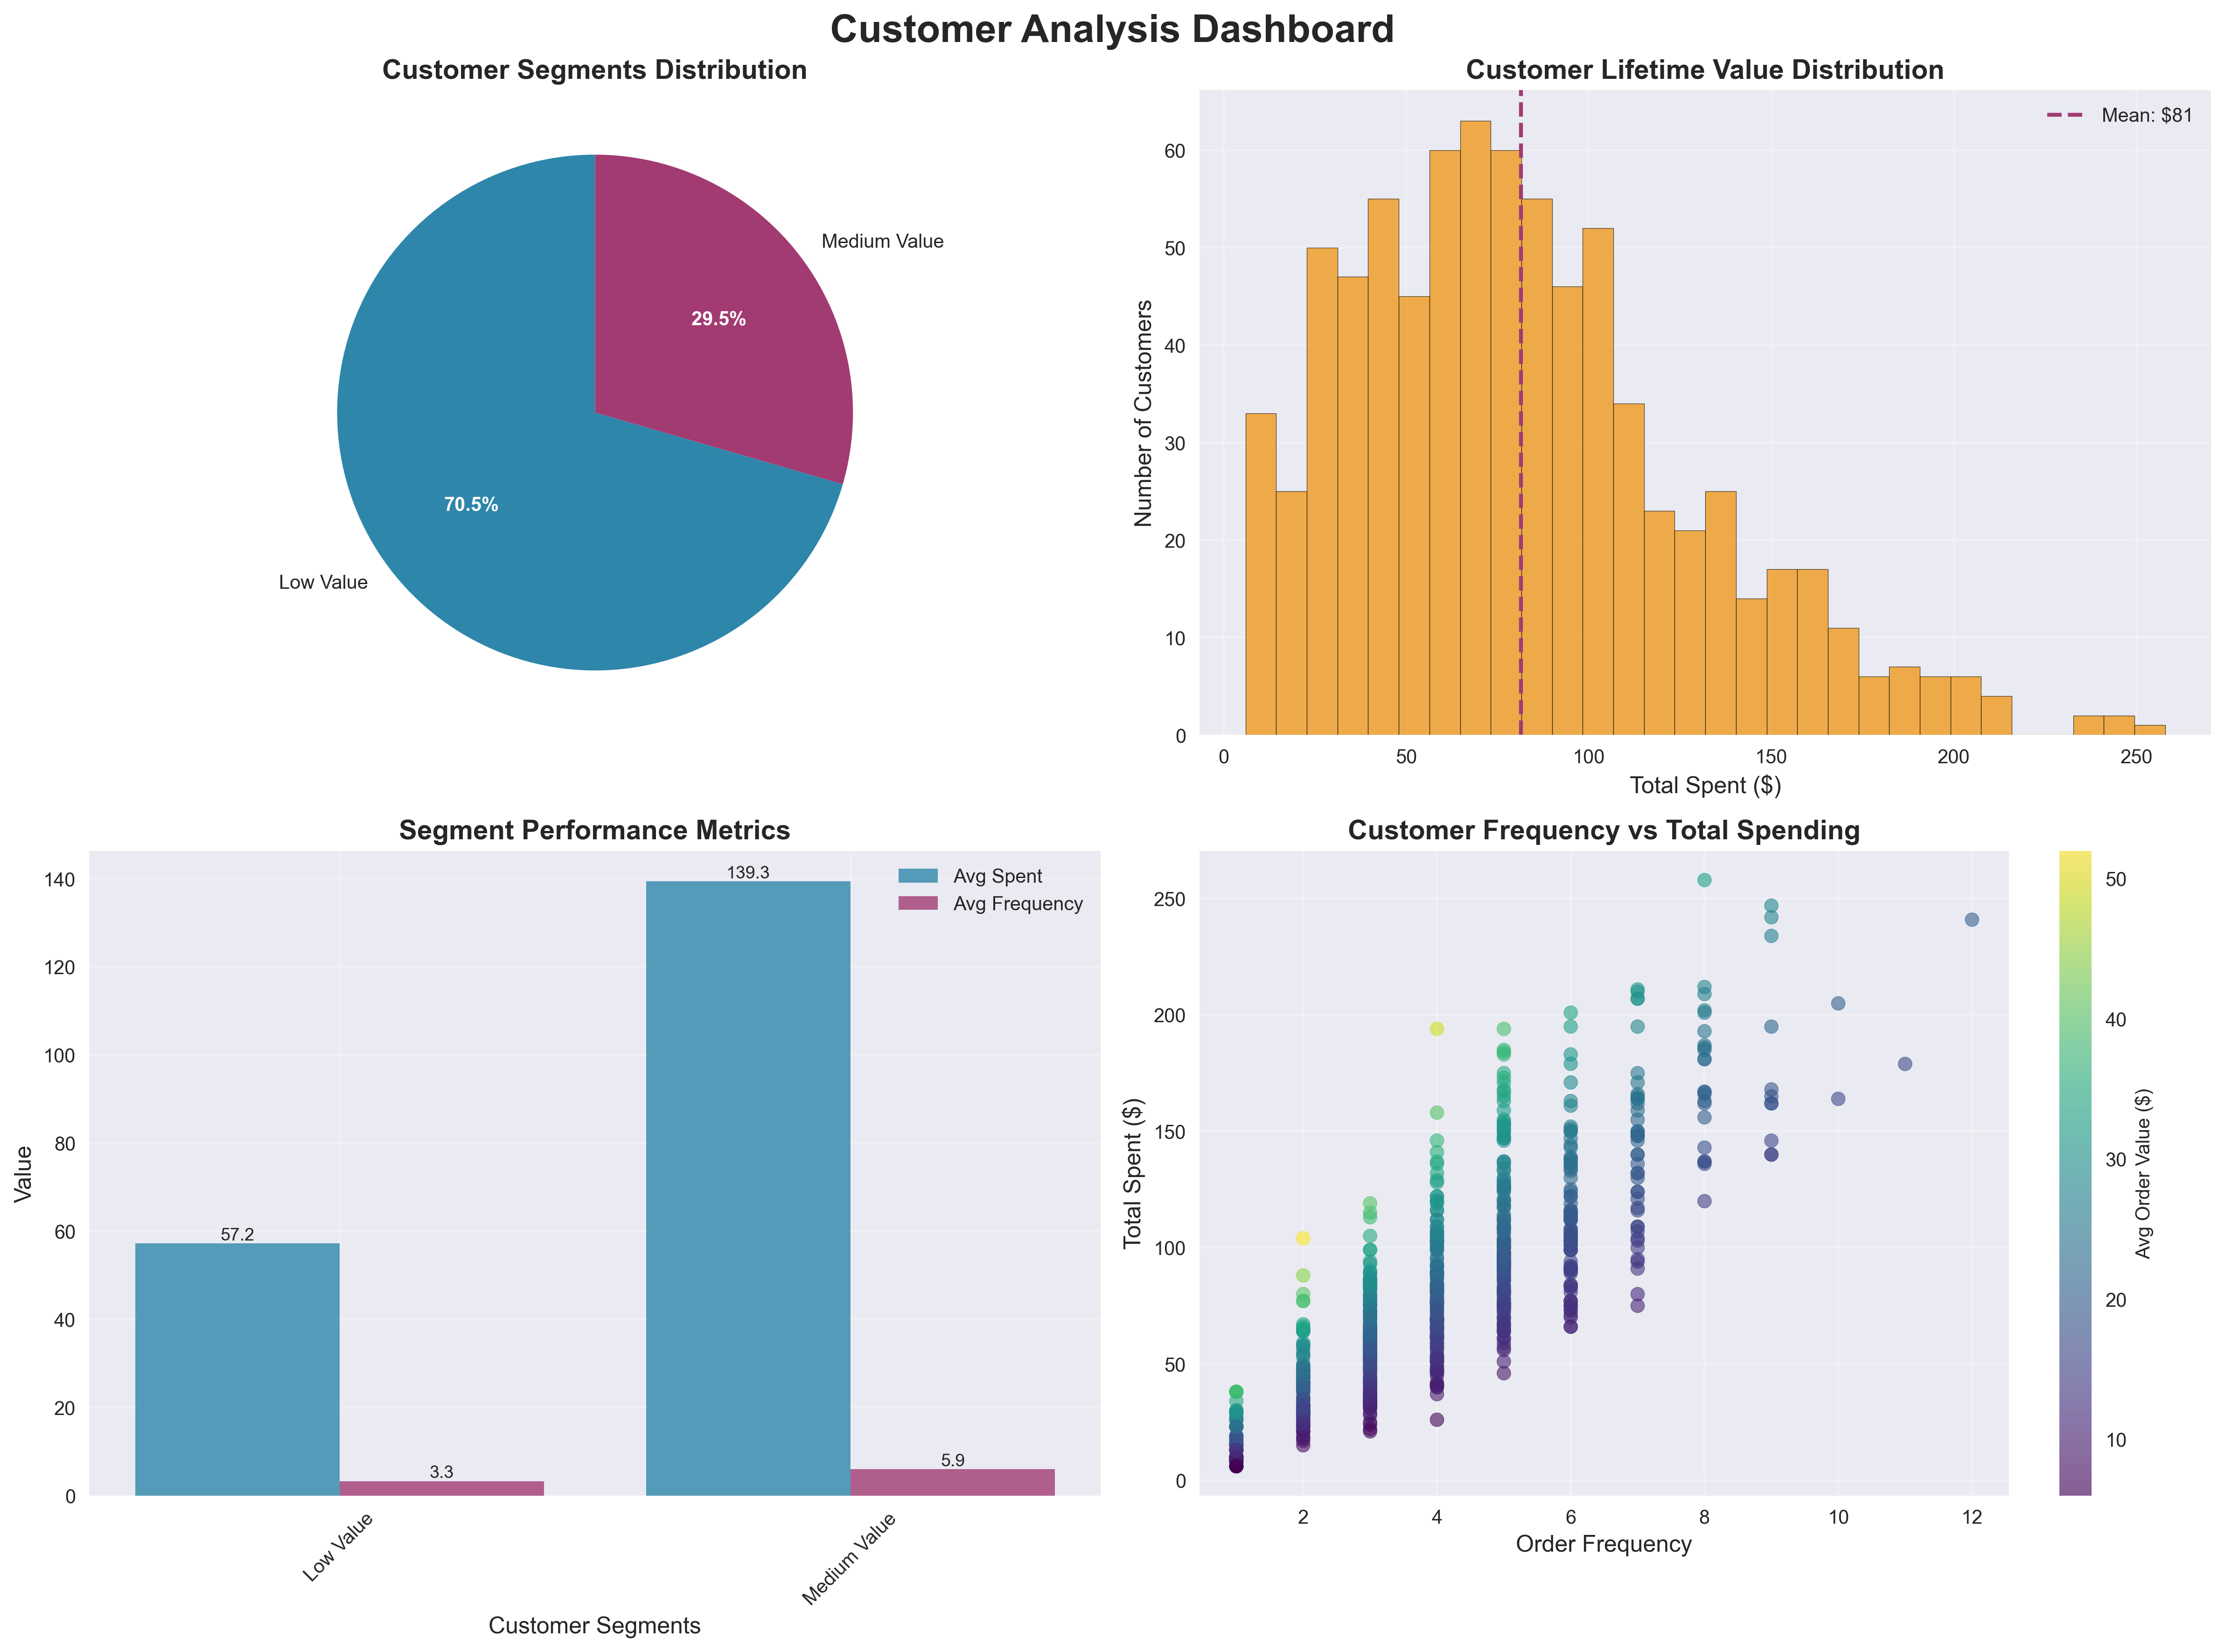 Customer Analysis Dashboard
Customer Segments Distribution
Medium Value
29.5%
70.5%
Low Value
Customer Lifetime Value Distribution
Mean: $81
Number of Customers
60
50
40
30
20
10
0
0 50 100 150 200 250
Total Spent ($)
Segment Performance Metrics
Avg Spent
Avg Frequency
Value
140
120
100
80
60
40
20
0
57.2
3.3
139.3
5.9
Low Value
Medium Value
Customer Segments
Customer Frequency vs Total Spending
Total Spent ($)
250
200
150
100
50
0
2 4 6 8 10 12
Order Frequency
50
40
30
20
10
Avg Order Value ($)